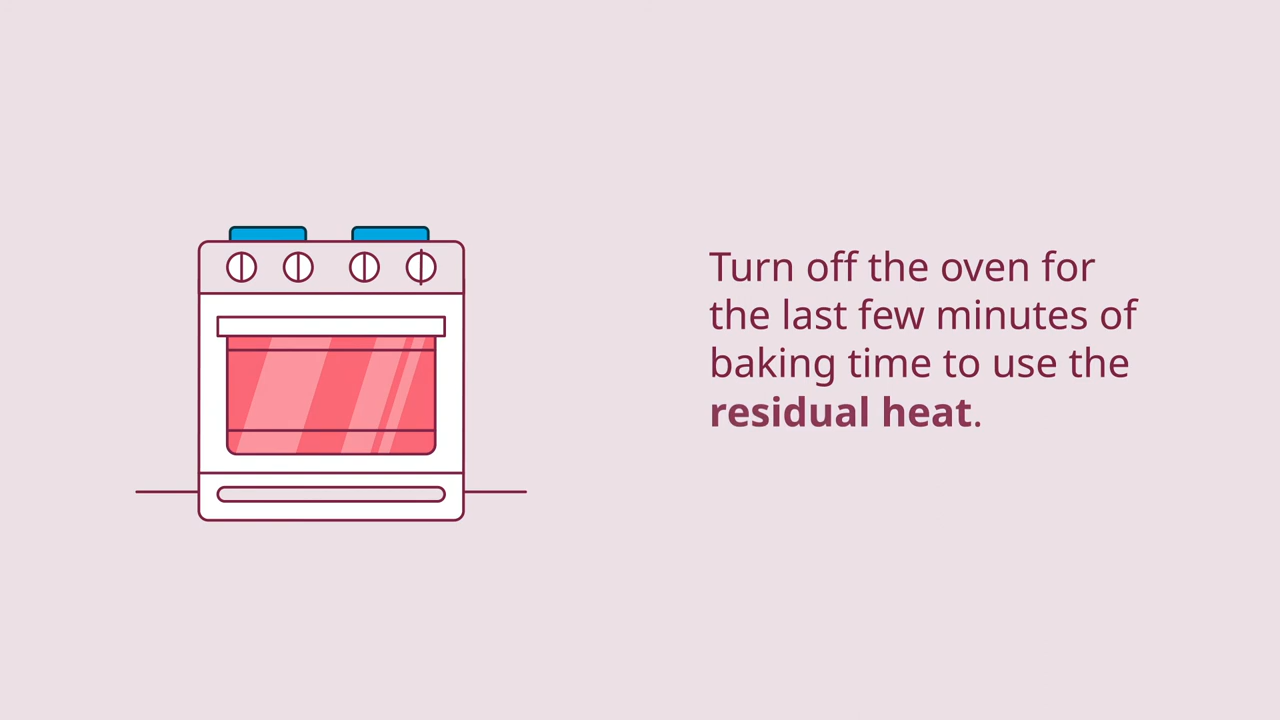 Turn off the oven for
the last few minutes of
baking time to use the
residual heat.